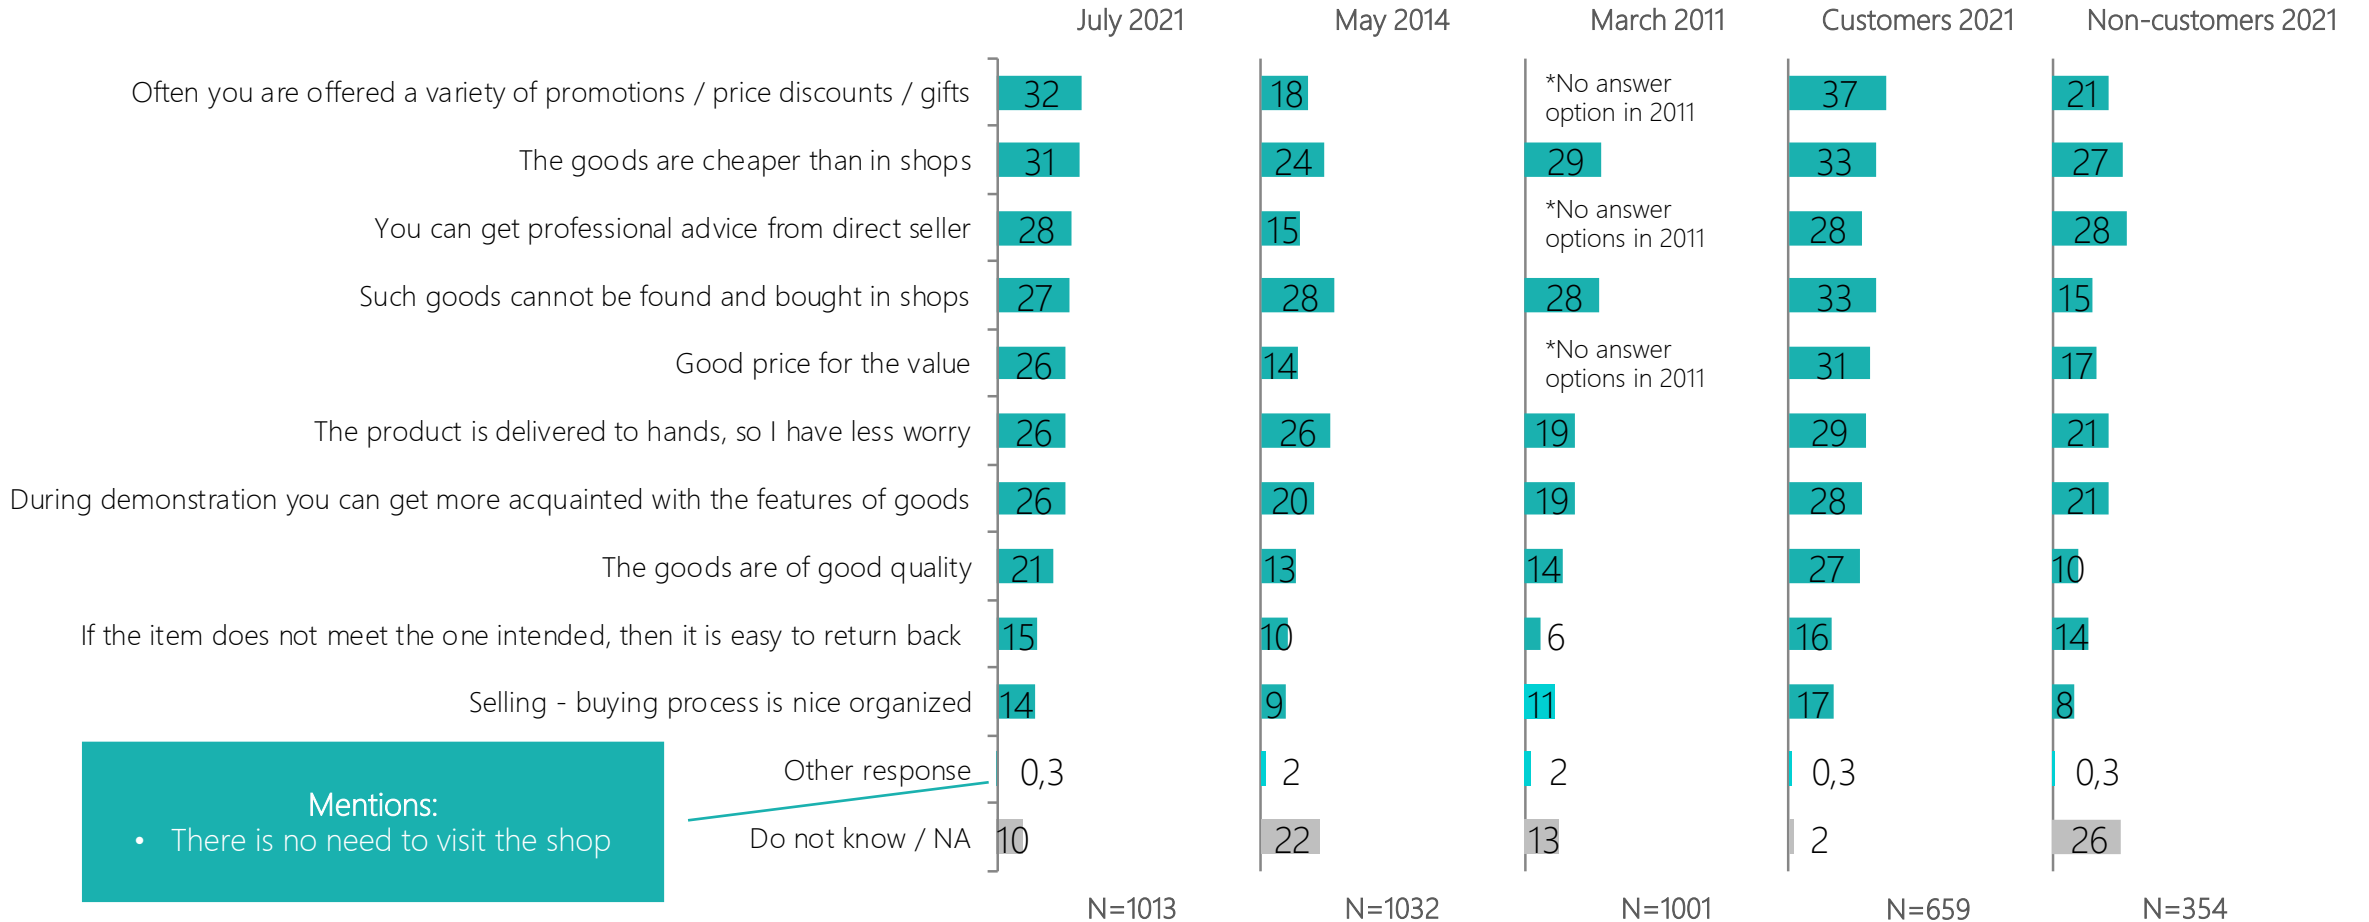 July 2021 May 2014 March 2011 Customers 2021 Non-customers 2021
Often you are offered a variety of promotions / price discounts / gifts 32 18 *No answer option in 2011 37 21
The goods are cheaper than in shops 31 24 29 33 27
You can get professional advice from direct seller 28 15 *No answer options in 2011 28 28
Such goods cannot be found and bought in shops 27 28 28 33 15
Good price for the value 26 14 *No answer options in 2011 31 17
The product is delivered to hands, so I have less worry 26 26 19 29 21
During demonstration you can get more acquainted with the features of goods 26 20 19 28 21
The goods are of good quality 21 13 14 27 10
If the item does not meet the one intended, then it is easy to return back 15 10 6 16 14
Selling - buying process is nice organized 14 9 11 17 8
Other response 0,3 2 2 0,3 0,3
Mentions:
• There is no need to visit the shop
Do not know / NA 10 22 13 2 26
N=1013 N=1032 N=1001 N=659 N=354